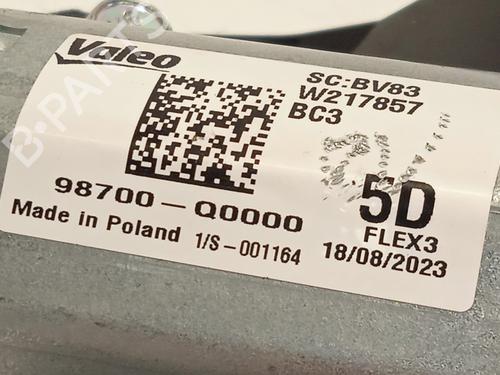 Valeo
SC:BV83
W217857
BC3
98700-Q0000
5D
Made in Poland 1/S-001164
FLEX3
18/08/2023
B-PARTS